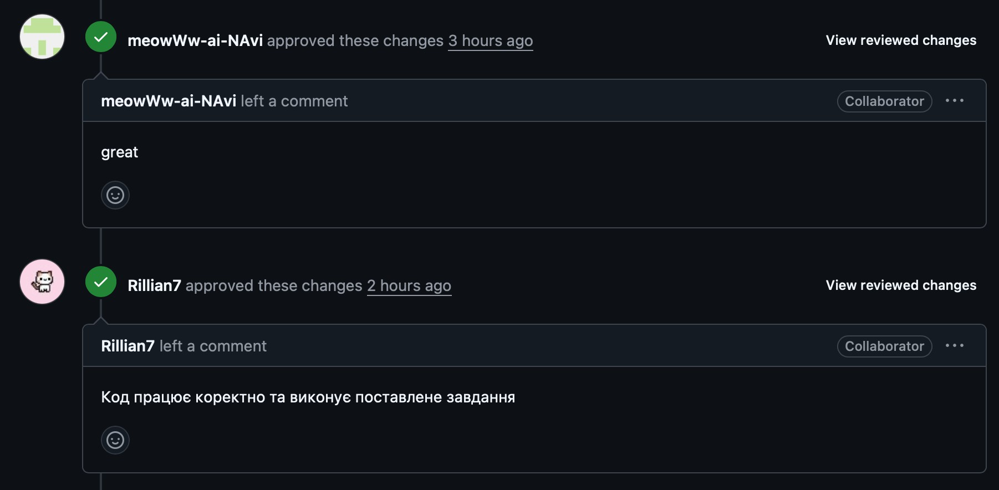 meowWw-ai-NAvi approved these changes 3 hours ago
View reviewed changes
meowWw-ai-NAvi left a comment
Collaborator
great
Rillian7 approved these changes 2 hours ago
View reviewed changes
Rillian7 left a comment
Collaborator
Код працює коректно та виконує поставлене завдання